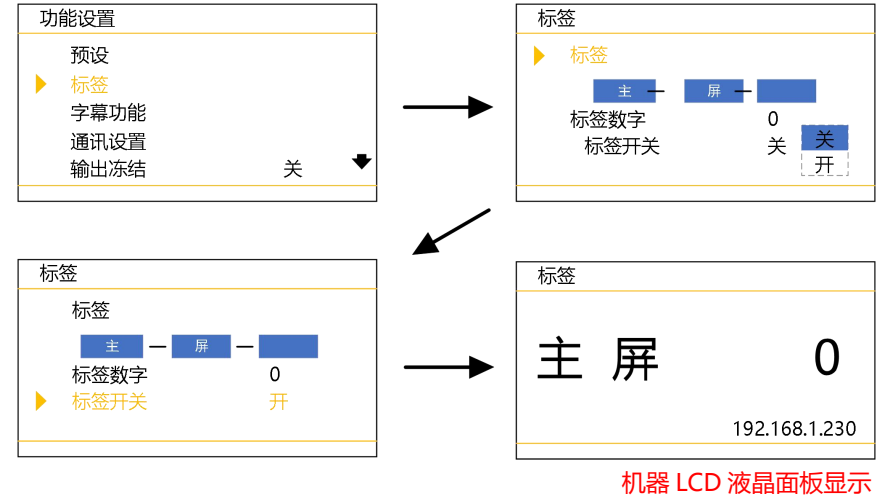 功能设置
预设
标签
字幕功能
通讯设置
输出冻结 关
标签
标签
主 屏
标签数字 0
标签开关 关 关
开
标签
标签
主 屏
标签数字 0
标签开关 开
标签
主 屏 0
192.168.1.230
机器 LCD 液晶面板显示